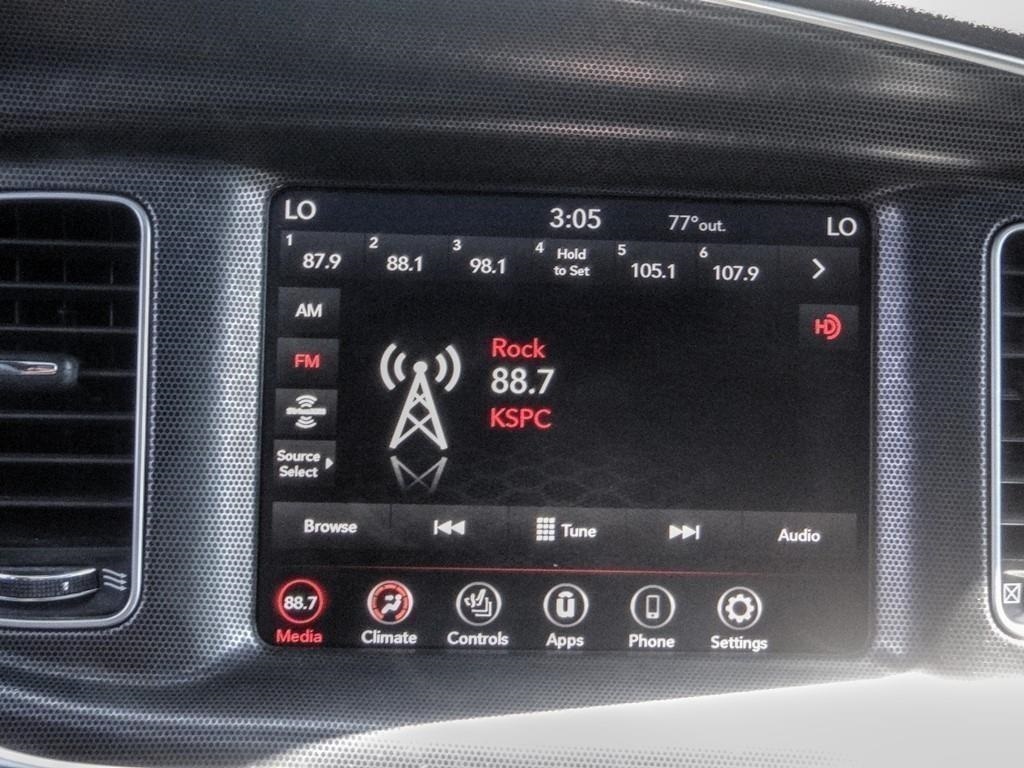 LO 3:05 77°out. LO
1 87.9 2 88.1 3 98.1 4 Hold to Set 5 105.1 6 107.9
AM
HD
FM
Rock
88.7
KSPC
Source
Select
Browse Tune Audio
88.7
Media Climate Controls Apps Phone Settings